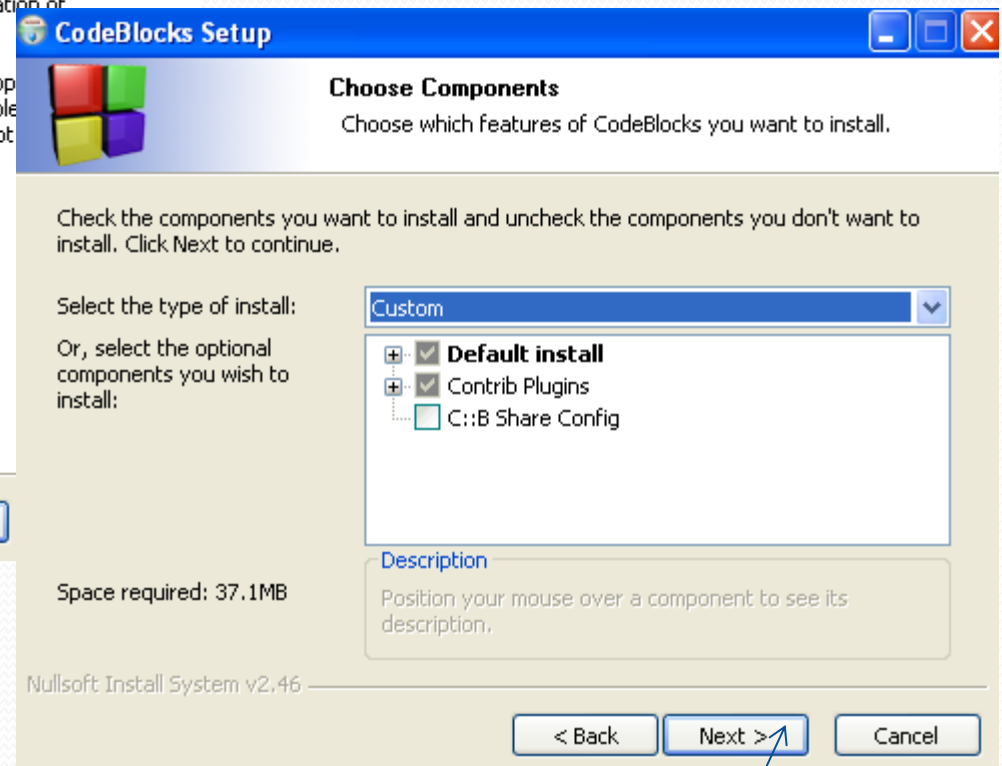 ation of
CodeBlocks Setup
Choose Components
Choose which features of CodeBlocks you want to install.
Check the components you want to install and uncheck the components you don't want to
install. Click Next to continue.
Select the type of install:
Custom
Or, select the optional
components you wish to
install:
Default install
Contrib Plugins
C::B Share Config
Space required: 37.1MB
Description
Position your mouse over a component to see its
description.
Nullsoft Install System v2.46
< Back
Next >
Cancel